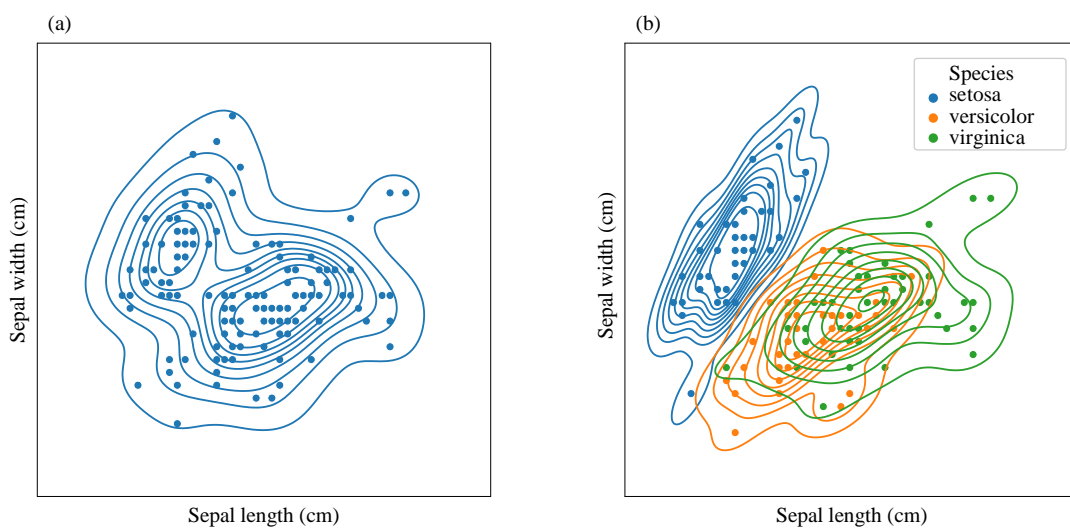 (a)
Sepal width (cm)
Sepal length (cm)
(b)
Species
setosa
versicolor
virginica
Sepal width (cm)
Sepal length (cm)